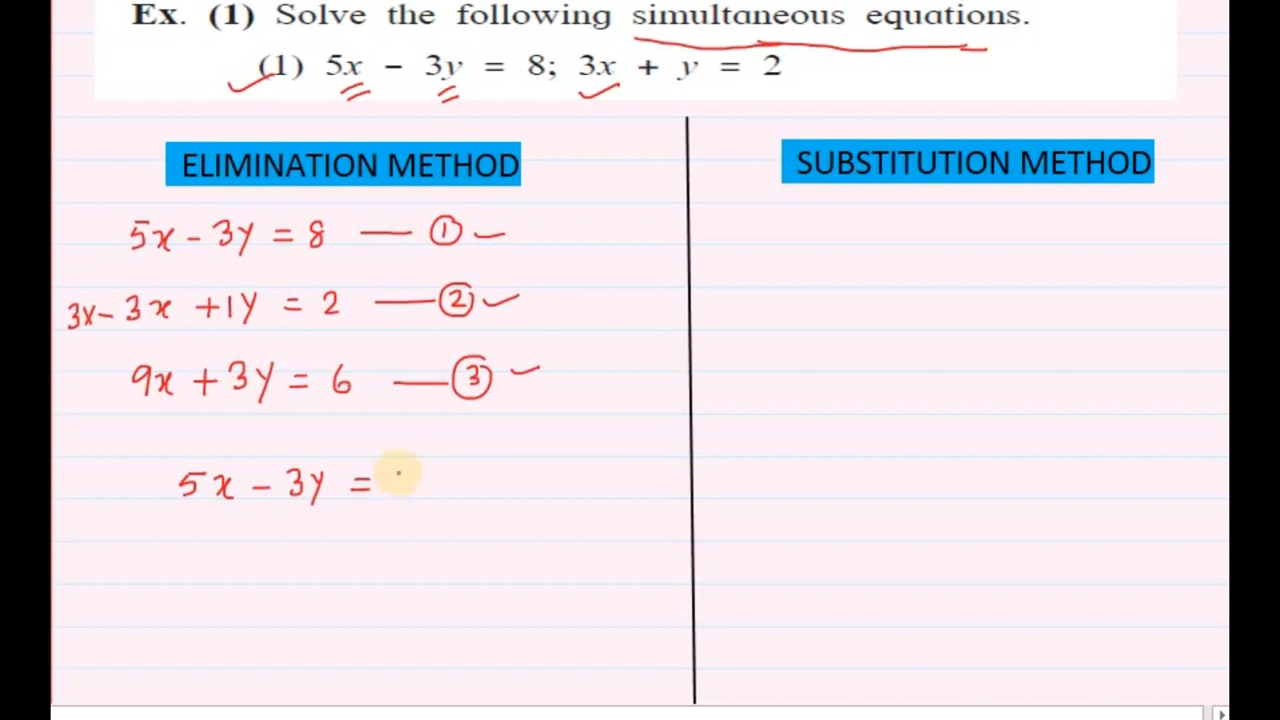 Ex. (1) Solve the following simultaneous equations.
(1) 5x - 3y = 8; 3x + y = 2
ELIMINATION METHOD
5x - 3y = 8 — ①
3x- 3x + 1y = 2 — ②
9x + 3y = 6 — ③
5x - 3y =
SUBSTITUTION METHOD